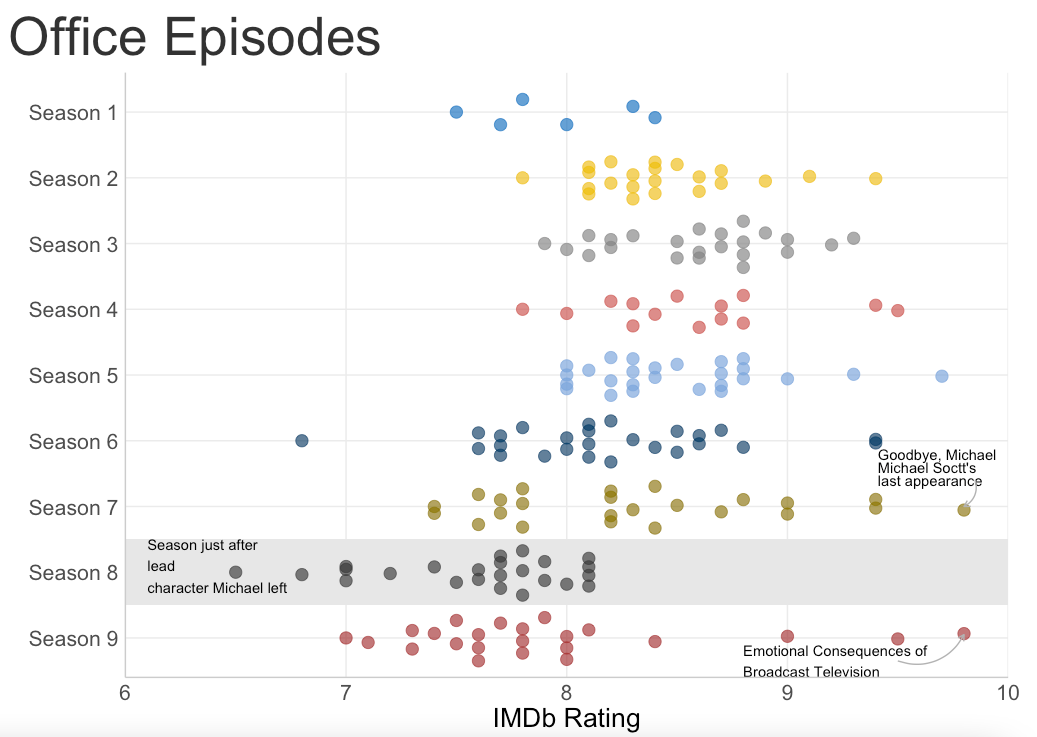 Office Episodes
Season 1
Season 2
Season 3
Season 4
Season 5
Season 6
Goodbye, Michael
Michael Soctt's
last appearance
Season 7
Season just after
lead
character Michael left
Season 8
Season 9
Emotional Consequences of
Broadcast Television
6 7 8 9 10
IMDb Rating